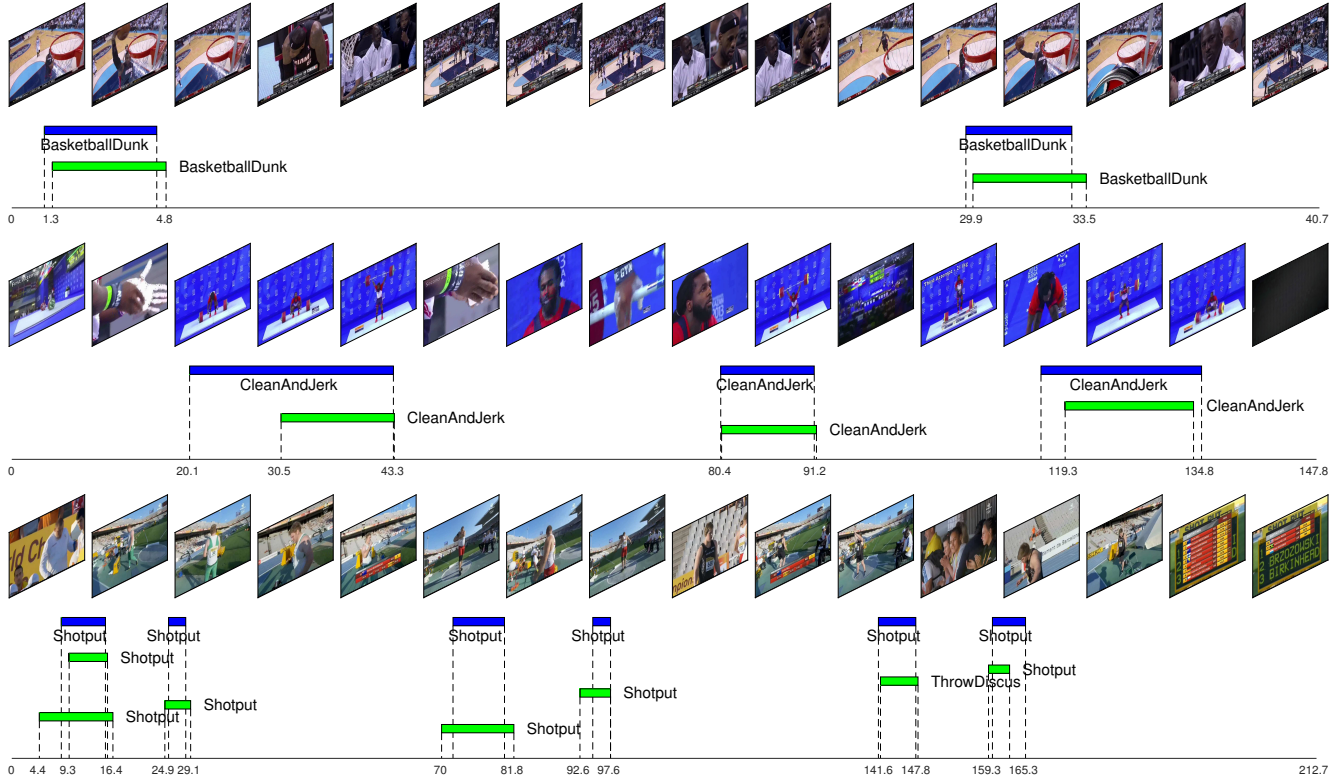 BasketballDunk
BasketballDunk
BasketballDunk
BasketballDunk
0 1.3 4.8 29.9 33.5 40.7
CleanAndJerk
CleanAndJerk
CleanAndJerk
CleanAndJerk
CleanAndJerk
CleanAndJerk
0 20.1 30.5 43.3 80.4 91.2 119.3 134.8 147.8
SHOT PUT
BRZOZOWSKI
BIRKINHEAD
Shotput Shotput Shotput Shotput Shotput Shotput
Shotput
Shotput
ThrowDiscus
Shotput
Shotput
Shotput
Shotput
0 4.4 9.3 16.4 24.9 29.1 70 81.8 92.6 97.6 141.6 147.8 159.3 165.3 212.7